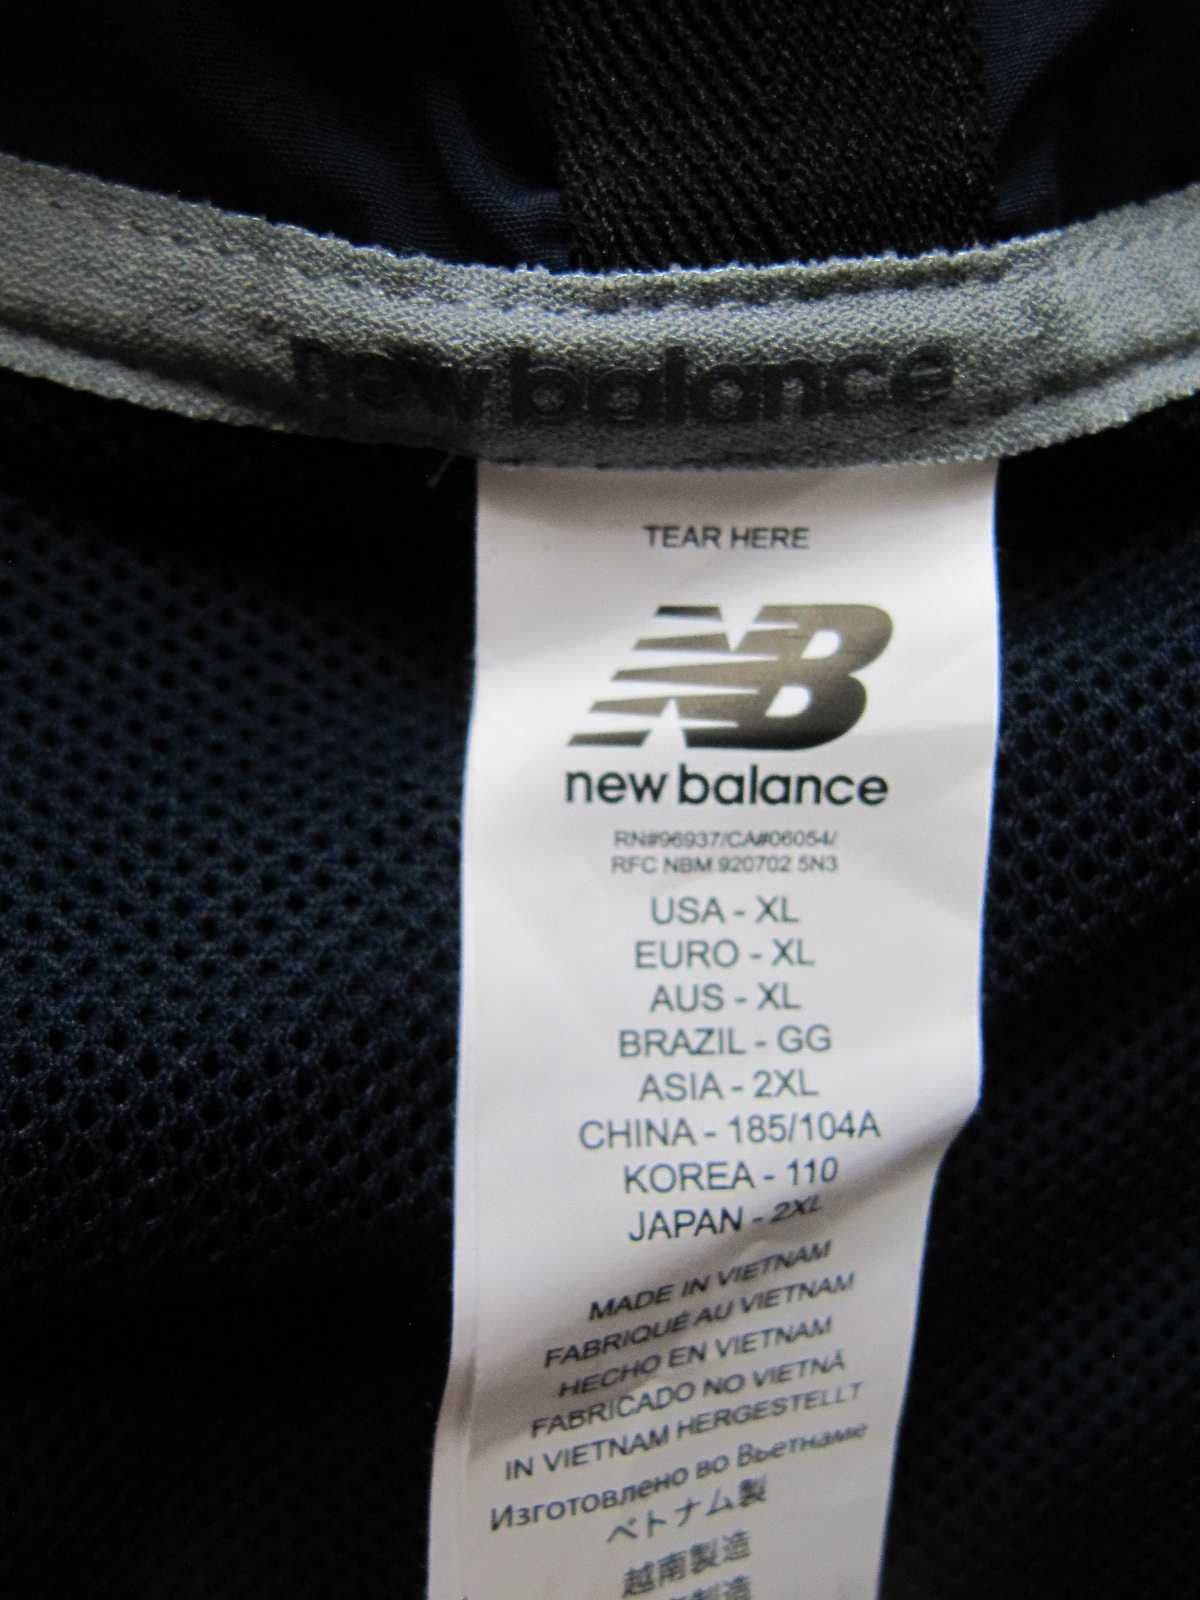 new balance
TEAR HERE
NB
new balance
RN#96937/CA#06054/
RFC NBM 920702 5N3
USA - XL
EURO - XL
AUS - XL
BRAZIL - GG
ASIA - 2XL
CHINA - 185/104A
KOREA - 110
JAPAN - 2XL
MADE IN VIETNAM
FABRIQUÉ AU VIETNAM
HECHO EN VIETNAM
FABRICADO NO VIETNÃ
IN VIETNAM HERGESTELLT
Изготовлено во Вьетнаме
ベトナム製
越南製造